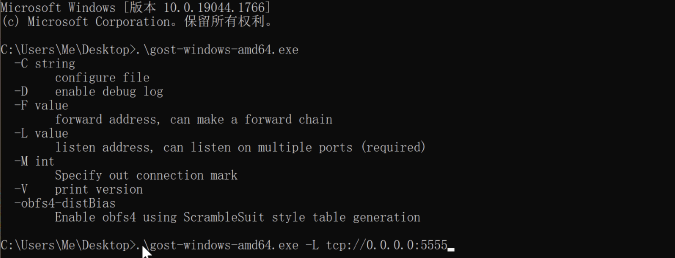 Microsoft Windows [版本 10.0.19044.1766]
(c) Microsoft Corporation。保留所有权利。
C:\Users\Me\Desktop>.\gost-windows-amd64.exe
-C string
configure file
-D enable debug log
-F value
forward address, can make a forward chain
-L value
listen address, can listen on multiple ports (required)
-M int
Specify out connection mark
-V print version
-obfs4-distBias
Enable obfs4 using ScrambleSuit style table generation
C:\Users\Me\Desktop>.\gost-windows-amd64.exe -L tcp://0.0.0.0:5555